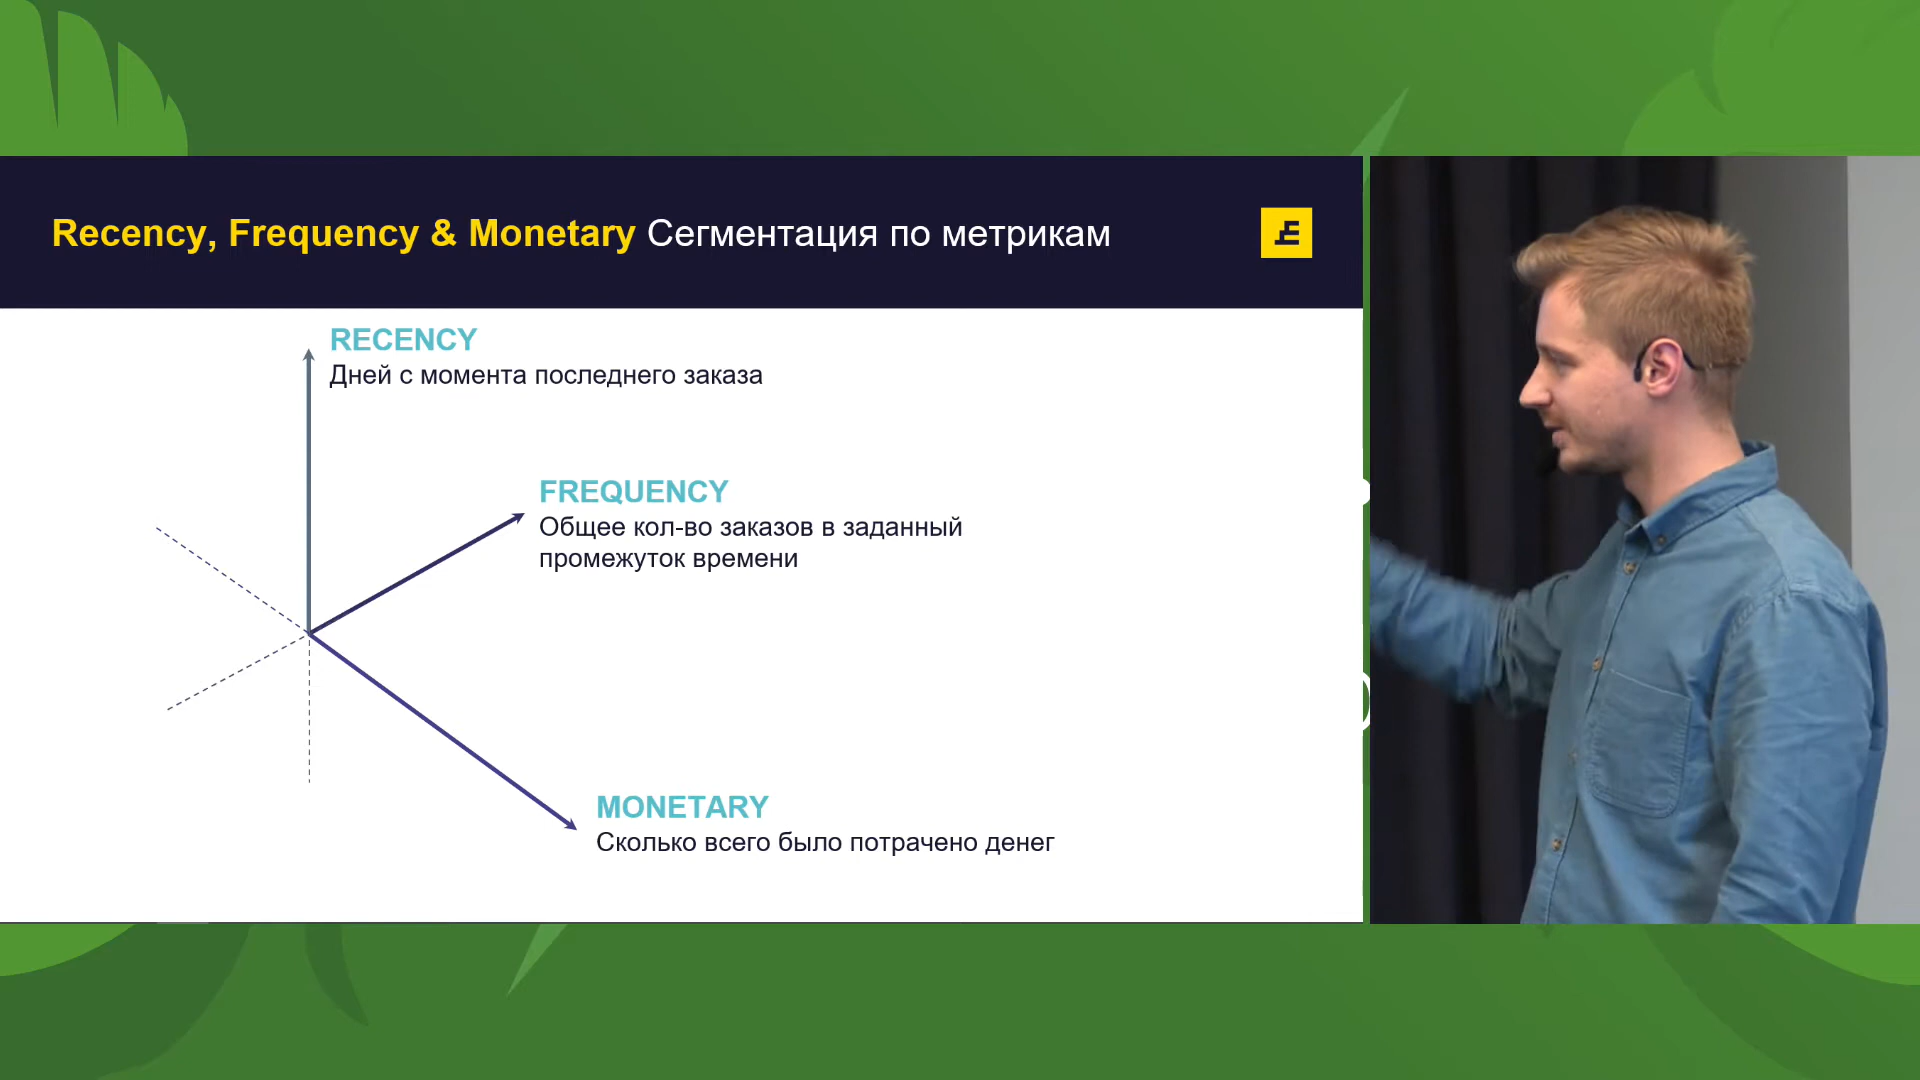 Recency, Frequency & Monetary Сегментация по метрикам
RECENCY
Дней с момента последнего заказа
FREQUENCY
Общее кол-во заказов в заданный
промежуток времени
MONETARY
Сколько всего было потрачено денег